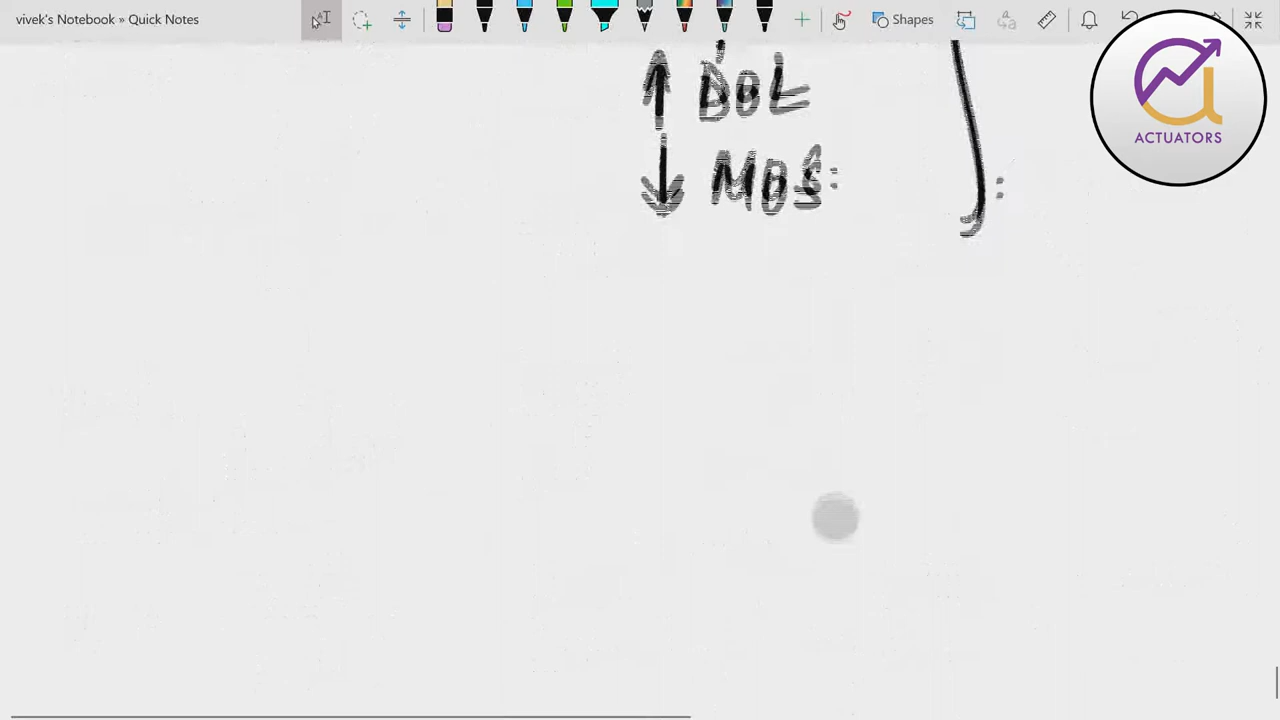 vivek's Notebook » Quick Notes
Shapes
ACTUATORS
↑ DOL
↓ MOS: